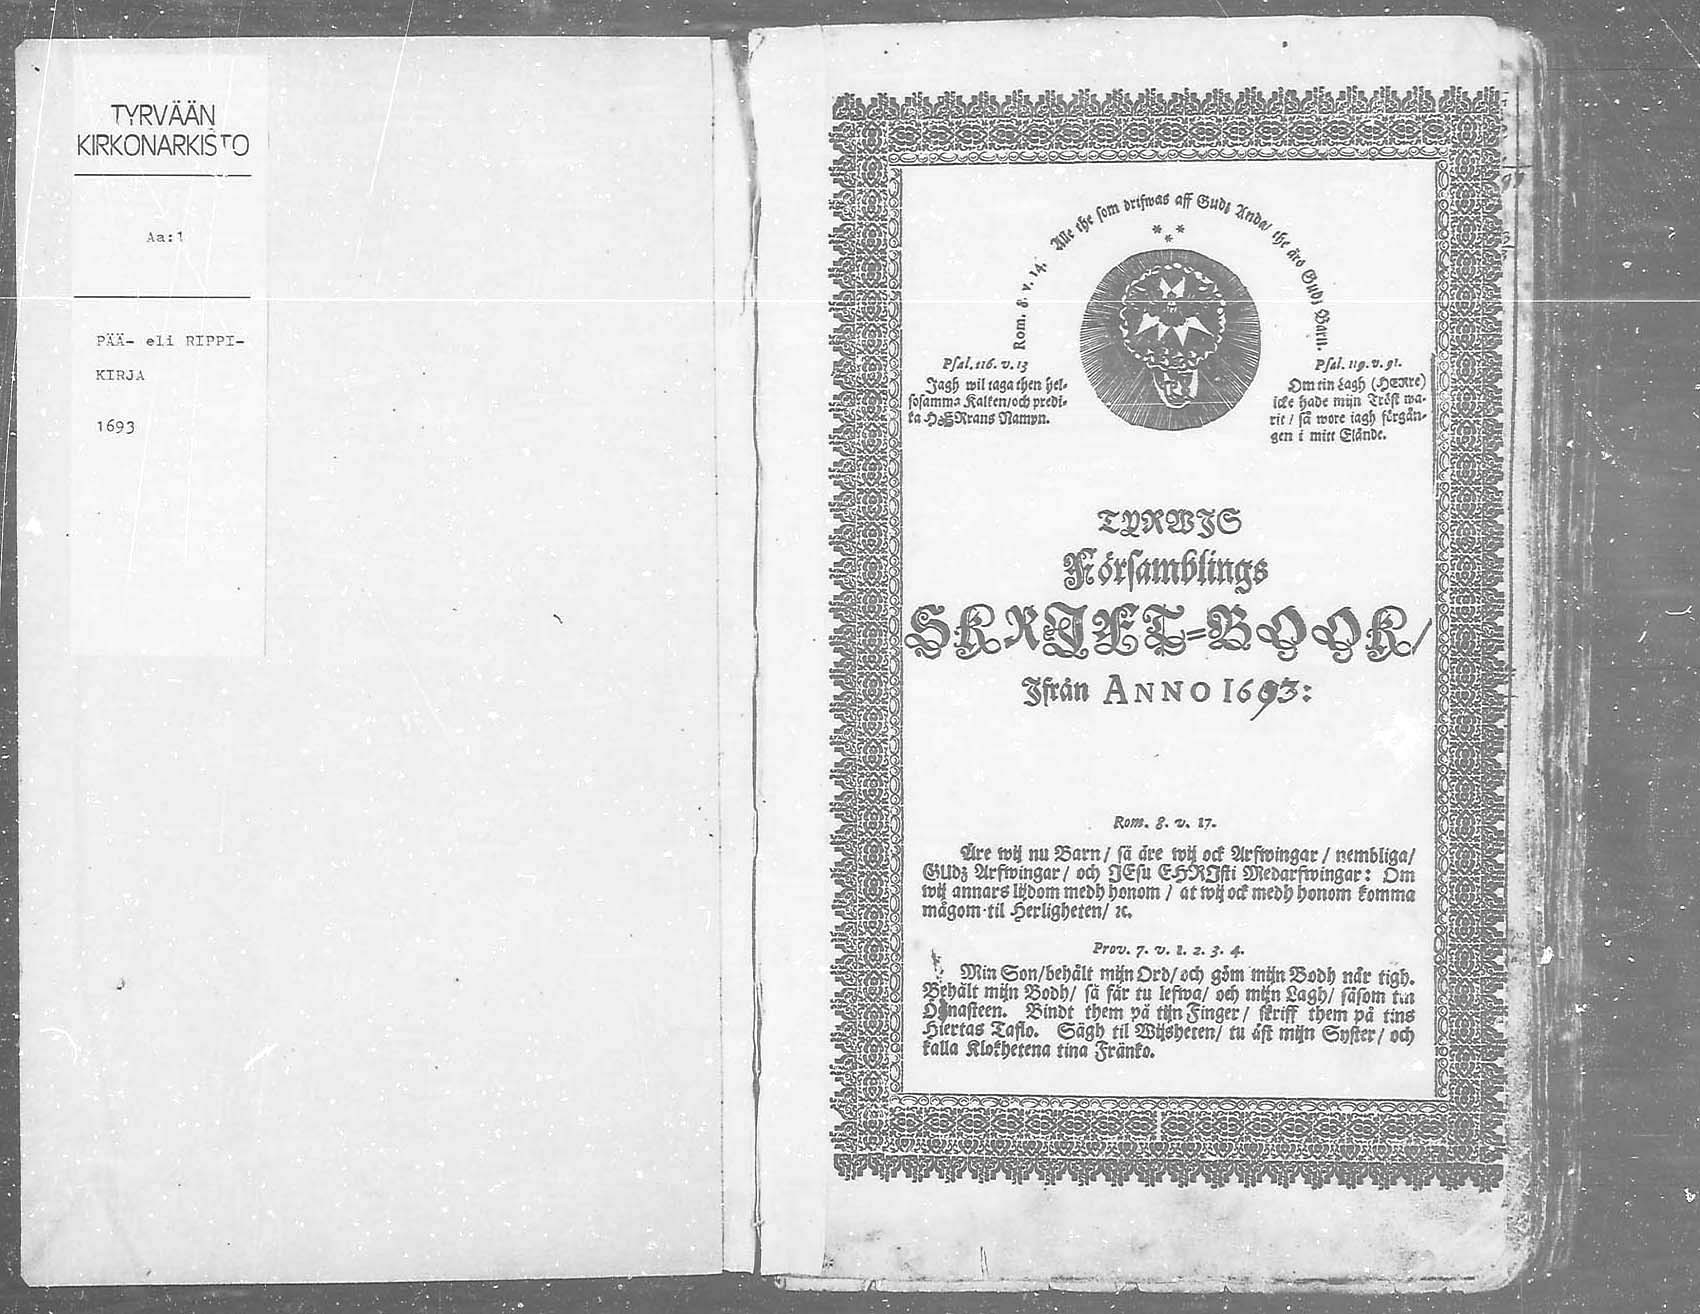 TYRVÄÄN
KIRKONARKISTO
Aa:1
PÄÄ- eli RIPPI-
KIRJA
1693
Rom. 8. v. 14. Alle the som drifwas aff Gudz Anda/ the äro Gudz Barn.
Psal. 116. v. 13
Jagh wil taga then hel-
sosamma Kalken/och predi-
ka HERrans Nampn.
Psal. 119. v. 91.
Om tin Lagh (HERre)
icke hade mijn Tröst wa-
rit / så wore iagh förgån-
gen i mitt Elände.
TYRWIS
Församblings
SKRIFT-BOOK/
Ifrån ANNO 1693:
Rom. 8. v. 17.
Äre wij nu Barn/ så äre wij ock Arfwingar / nembliga/
GUdz Arfwingar/ och JEsu CHRIsti Medarfwingar: Om
wij annars lijdom medh honom / at wij ock medh honom komma
mågom til Herligheten/ ꝛc.
Prov. 7. v. 1. 2. 3. 4.
Min Son/behålt mijn Ord/och göm mijn Bodh när tigh.
Behålt mijn Bodh/ så får tu lefwa/ och mijn Lagh/ såsom tin
Ögnasteen. Bindt them på tijn Finger/ skriff them på tins
Hiertas Taflo. Sägh til Wijsheten/ tu äst mijn Syster/ och
kalla Klokhetena tina Fränko.